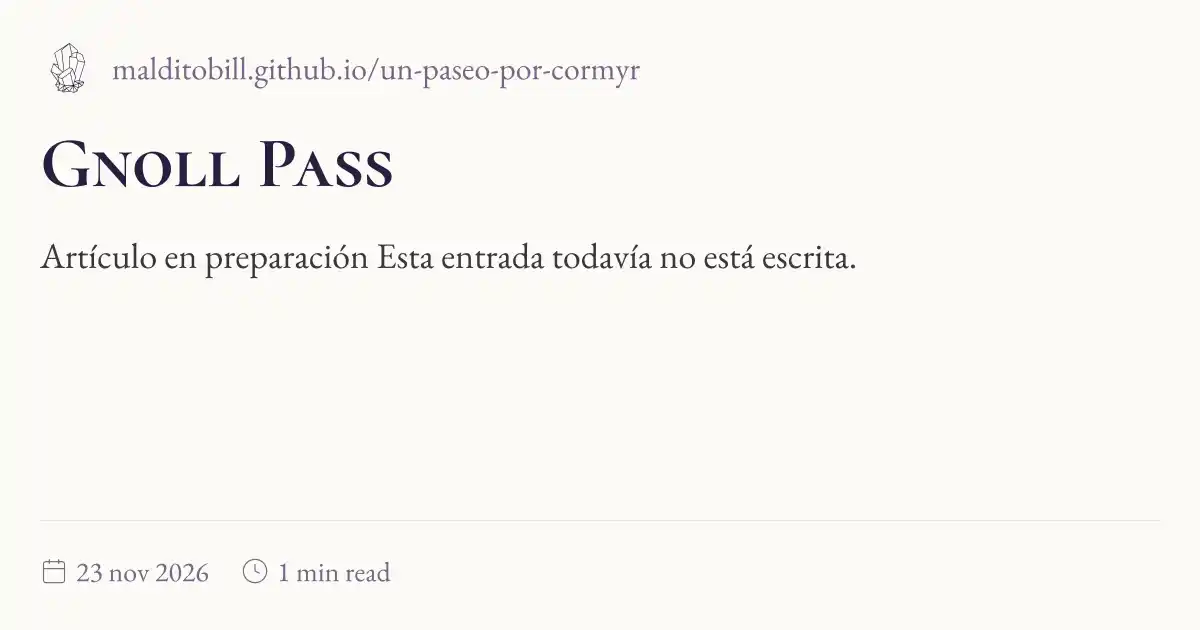 malditobill.github.io/un-paseo-por-cormyr
Gnoll Pass
Artículo en preparación Esta entrada todavía no está escrita.
23 nov 2026 1 min read